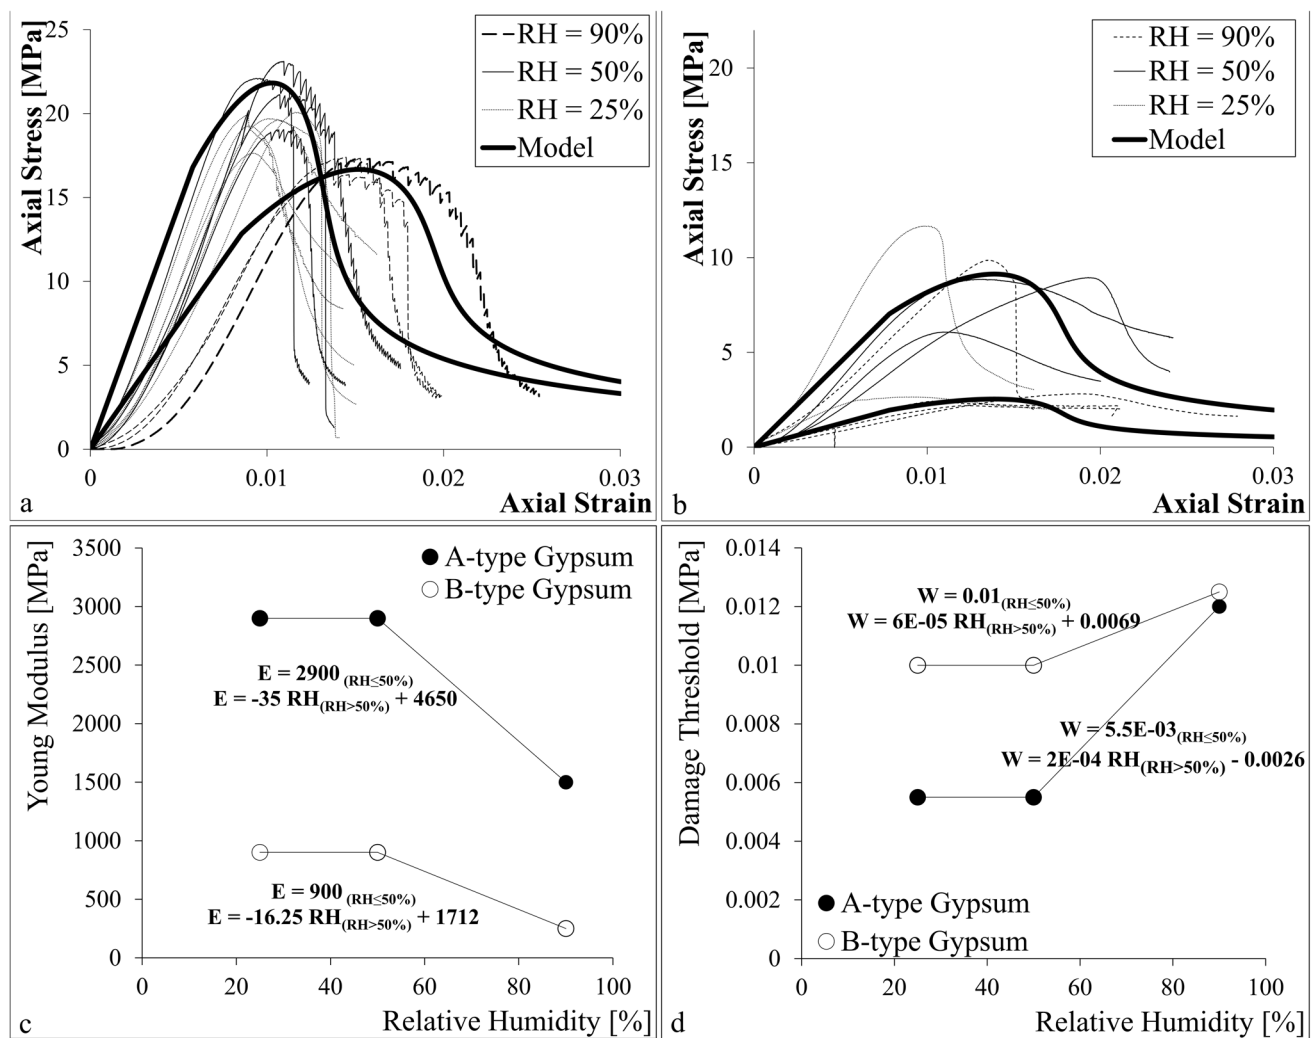 25
20
15
10
5
0
Axial Stress [MPa]
RH = 90%
RH = 50%
RH = 25%
Model
0
0.01
0.02
0.03
Axial Strain
a
20
15
10
5
0
Axial Stress [MPa]
RH = 90%
RH = 50%
RH = 25%
Model
0
0.01
0.02
0.03
Axial Strain
b
3500
3000
2500
2000
1500
1000
500
0
Young Modulus [MPa]
A-type Gypsum
B-type Gypsum
E = 2900 (RH≤50%)
E = -35 RH(RH>50%) + 4650
E = 900 (RH≤50%)
E = -16.25 RH(RH>50%) + 1712
0
20
40
60
80
100
Relative Humidity [%]
c
0.014
0.012
0.01
0.008
0.006
0.004
0.002
0
Damage Threshold [MPa]
W = 0.01(RH≤50%)
W = 6E-05 RH(RH>50%) + 0.0069
W = 5.5E-03(RH≤50%)
W = 2E-04 RH(RH>50%) - 0.0026
A-type Gypsum
B-type Gypsum
0
20
40
60
80
100
Relative Humidity [%]
d